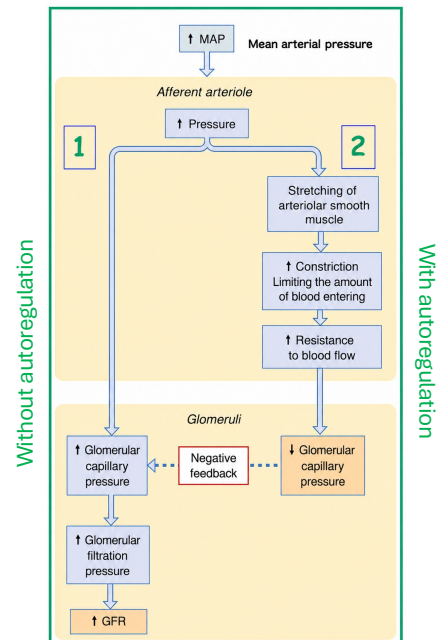 ↑ MAP
Mean arterial pressure
Afferent arteriole
1
↑ Pressure
2
Stretching of
arteriolar smooth
muscle
↑ Constriction
Limiting the amount
of blood entering
↑ Resistance
to blood flow
Without autoregulation
With autoregulation
Glomeruli
↑ Glomerular
capillary
pressure
Negative
feedback
↓ Glomerular
capillary
pressure
↑ Glomerular
filtration
pressure
↑ GFR